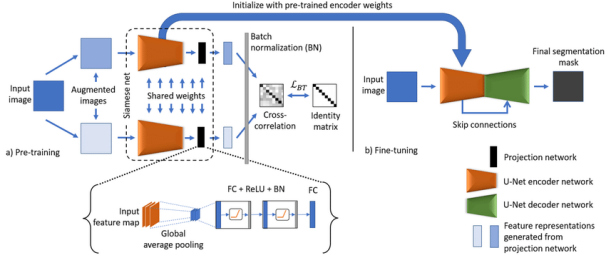 Initialize with pre-trained encoder weights
Batch
normalization (BN)
Input
image
Augmented
images
Siamese net
Shared weights
ℒBT
Cross-
correlation
Identity
matrix
a) Pre-training
Input
image
Final segmentation
mask
Skip connections
b) Fine-tuning
Projection network
U-Net encoder network
U-Net decoder network
Feature representations
generated from
projection network
FC + ReLU + BN
FC
Input
feature map
Global
average pooling